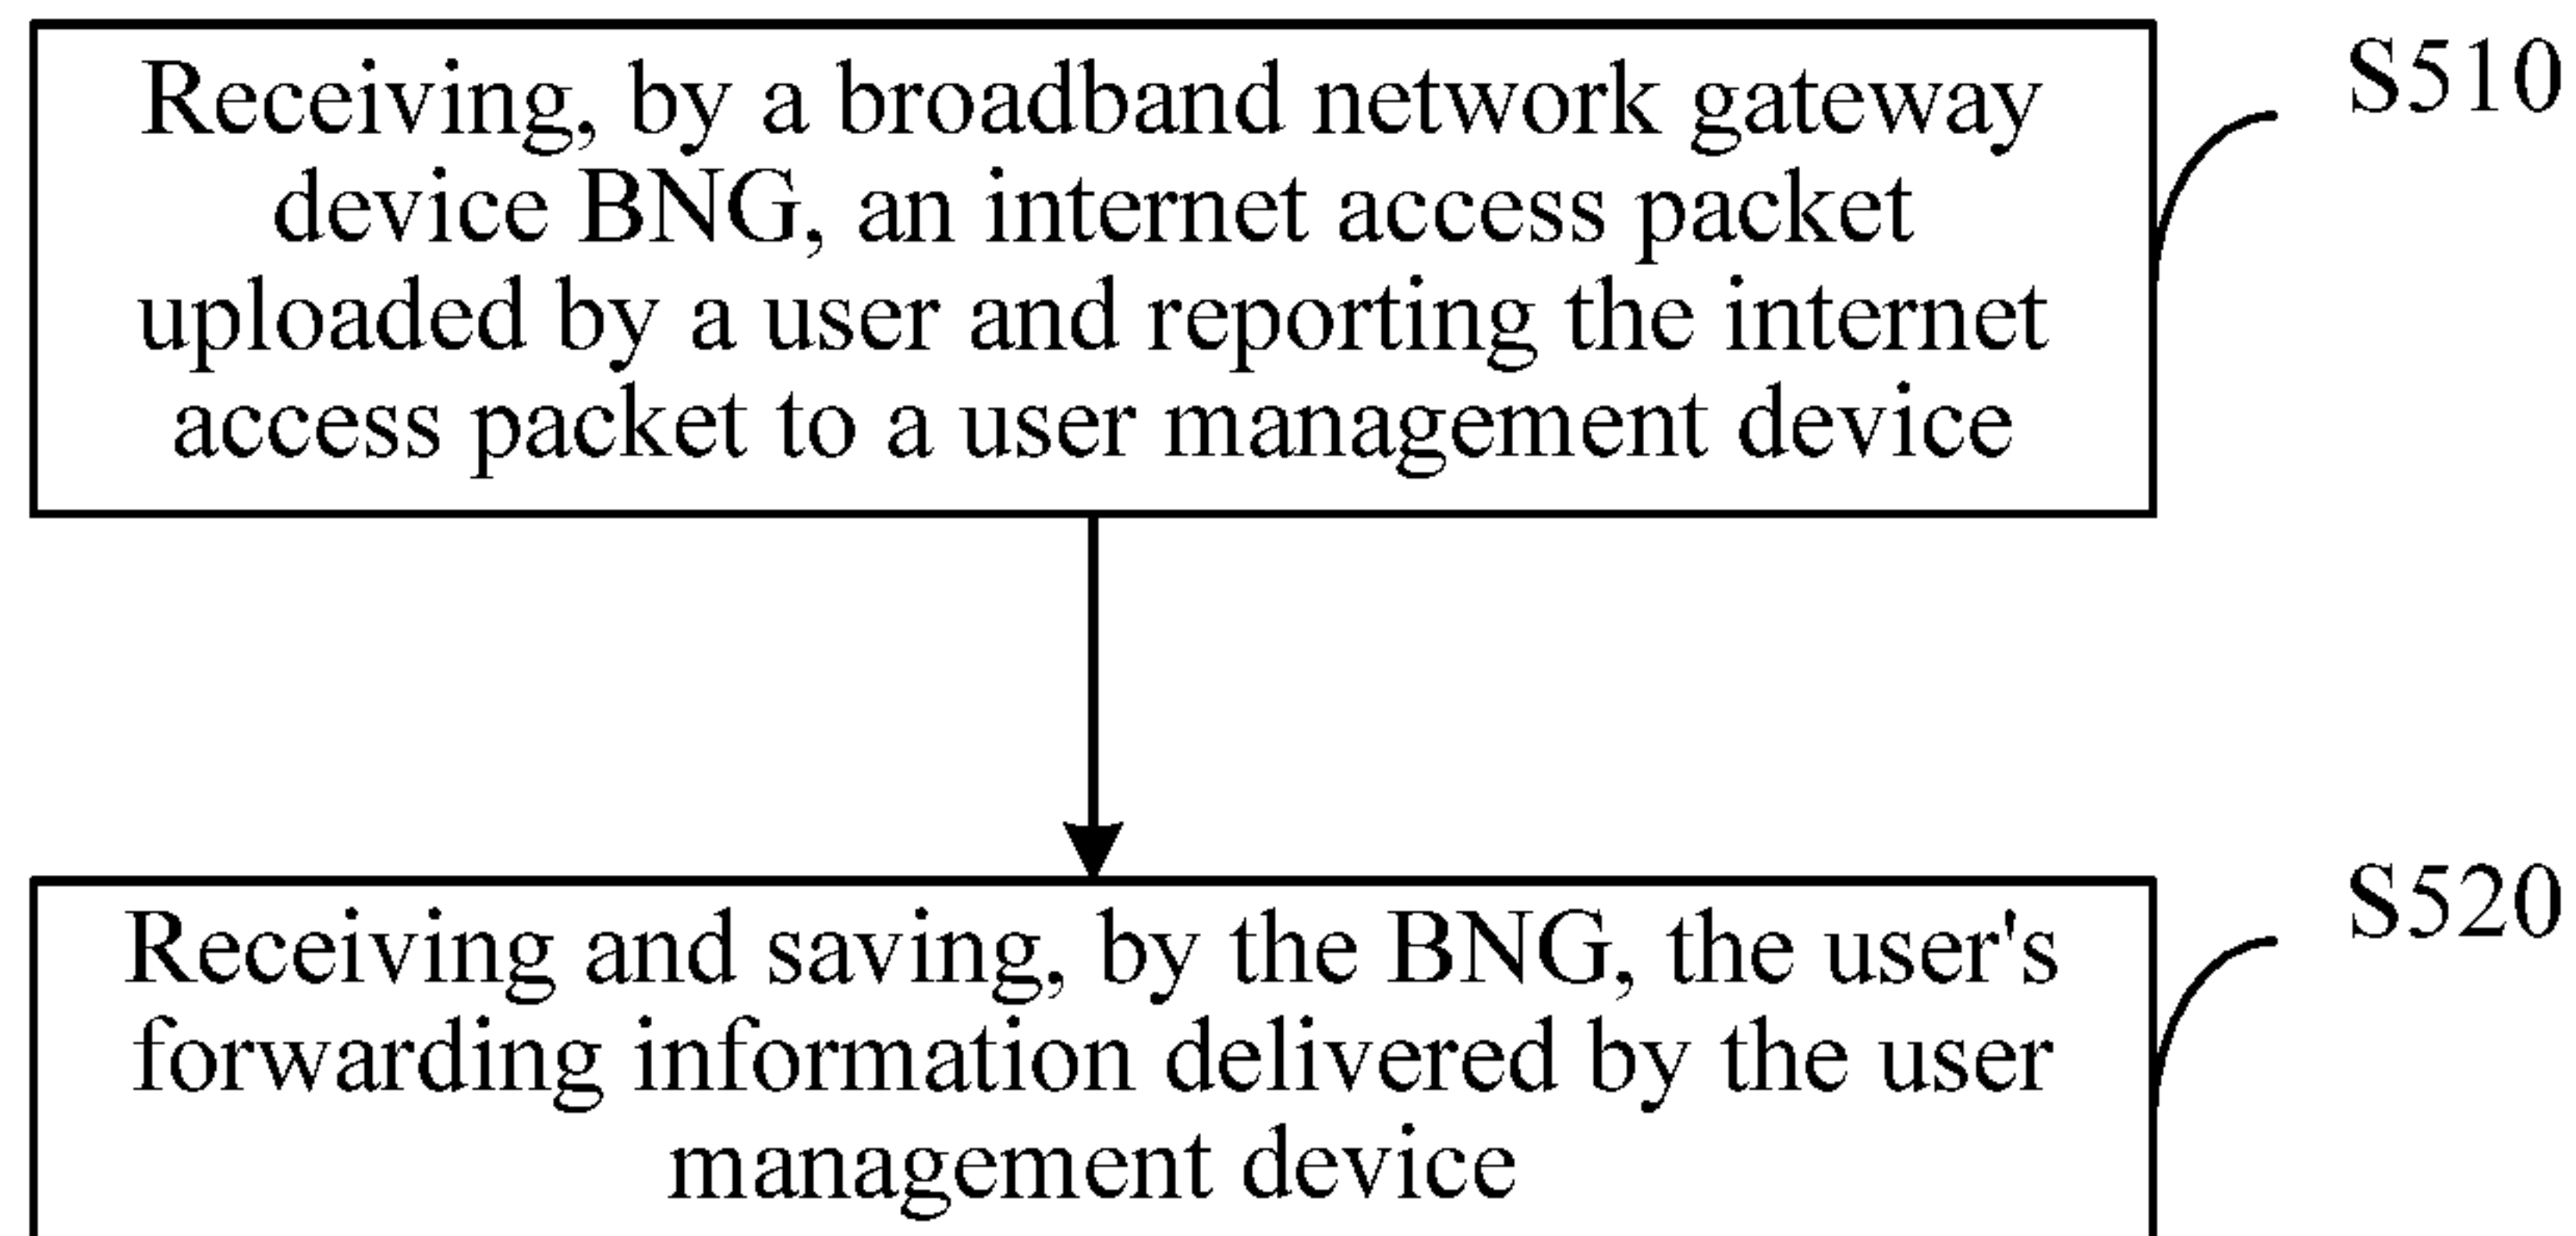 Receiving, by a broadband network gateway
device BNG, an internet access packet
uploaded by a user and reporting the internet
access packet to a user management device
S510
Receiving and saving, by the BNG, the user's
forwarding information delivered by the user
management device
S520